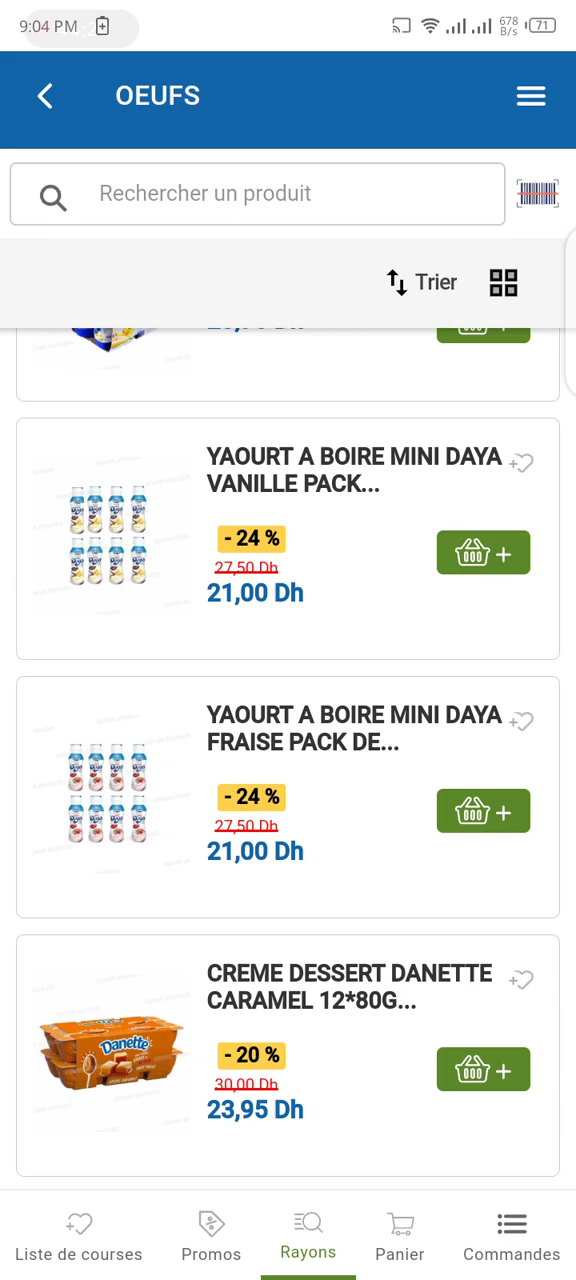 9:04 PM
678
B/s
71
OEUFS
Rechercher un produit
Trier
YAOURT A BOIRE MINI DAYA
VANILLE PACK...
- 24 %
27,50 Dh
21,00 Dh
YAOURT A BOIRE MINI DAYA
FRAISE PACK DE...
- 24 %
27,50 Dh
21,00 Dh
CREME DESSERT DANETTE
CARAMEL 12*80G...
Danette
- 20 %
30,00 Dh
23,95 Dh
Liste de courses
Promos
Rayons
Panier
Commandes